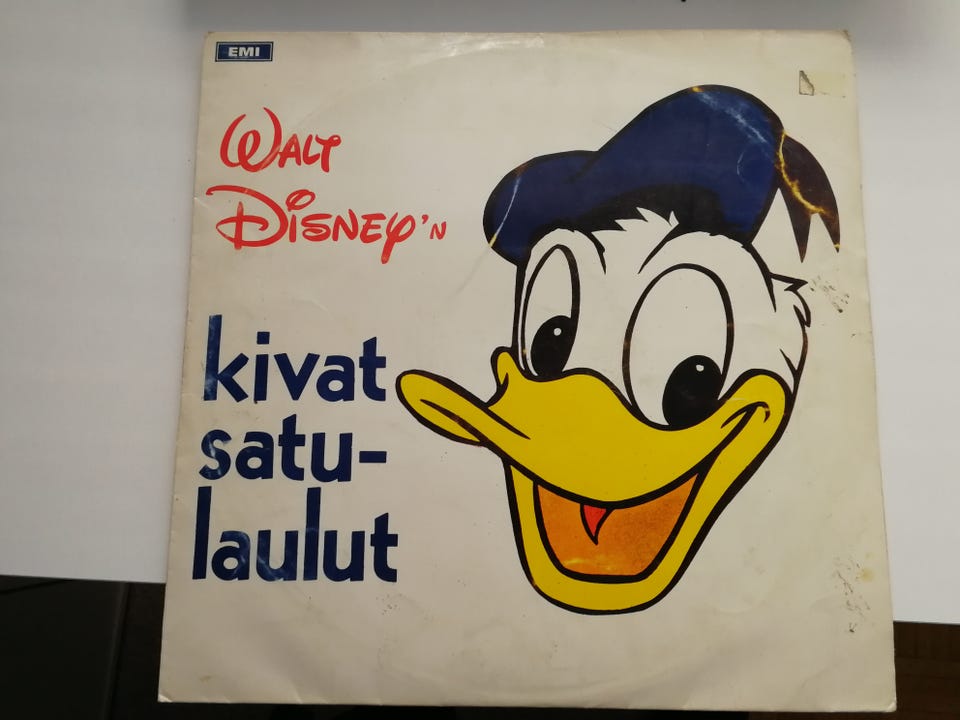 EMI
WALT
DISNEY'N
kivat
satu-
laulut